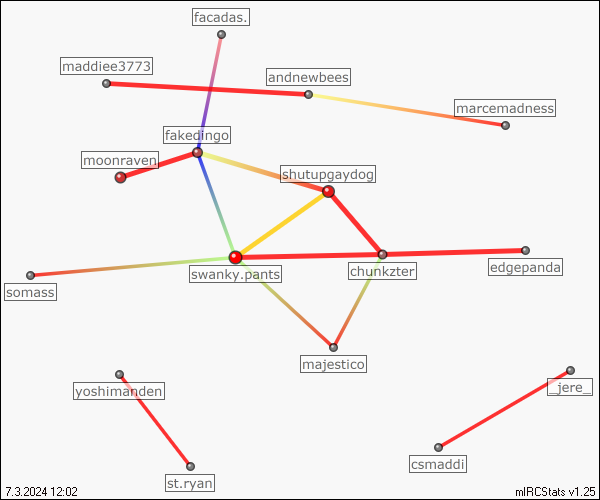 facadas.
maddiee3773
andnewbees
marcemadness
fakedingo
moonraven
shutupgaydog
swanky.pants
chunkzter
edgepanda
somass
majestico
yoshimanden
_jere_
csmaddi
st.ryan
7.3.2024 12:02
mIRCStats v1.25